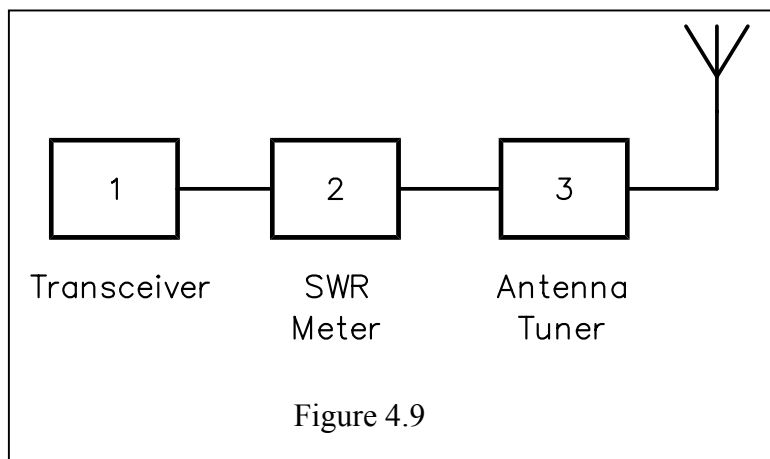 1
2
3
Transceiver
SWR
Meter
Antenna
Tuner
Figure 4.9